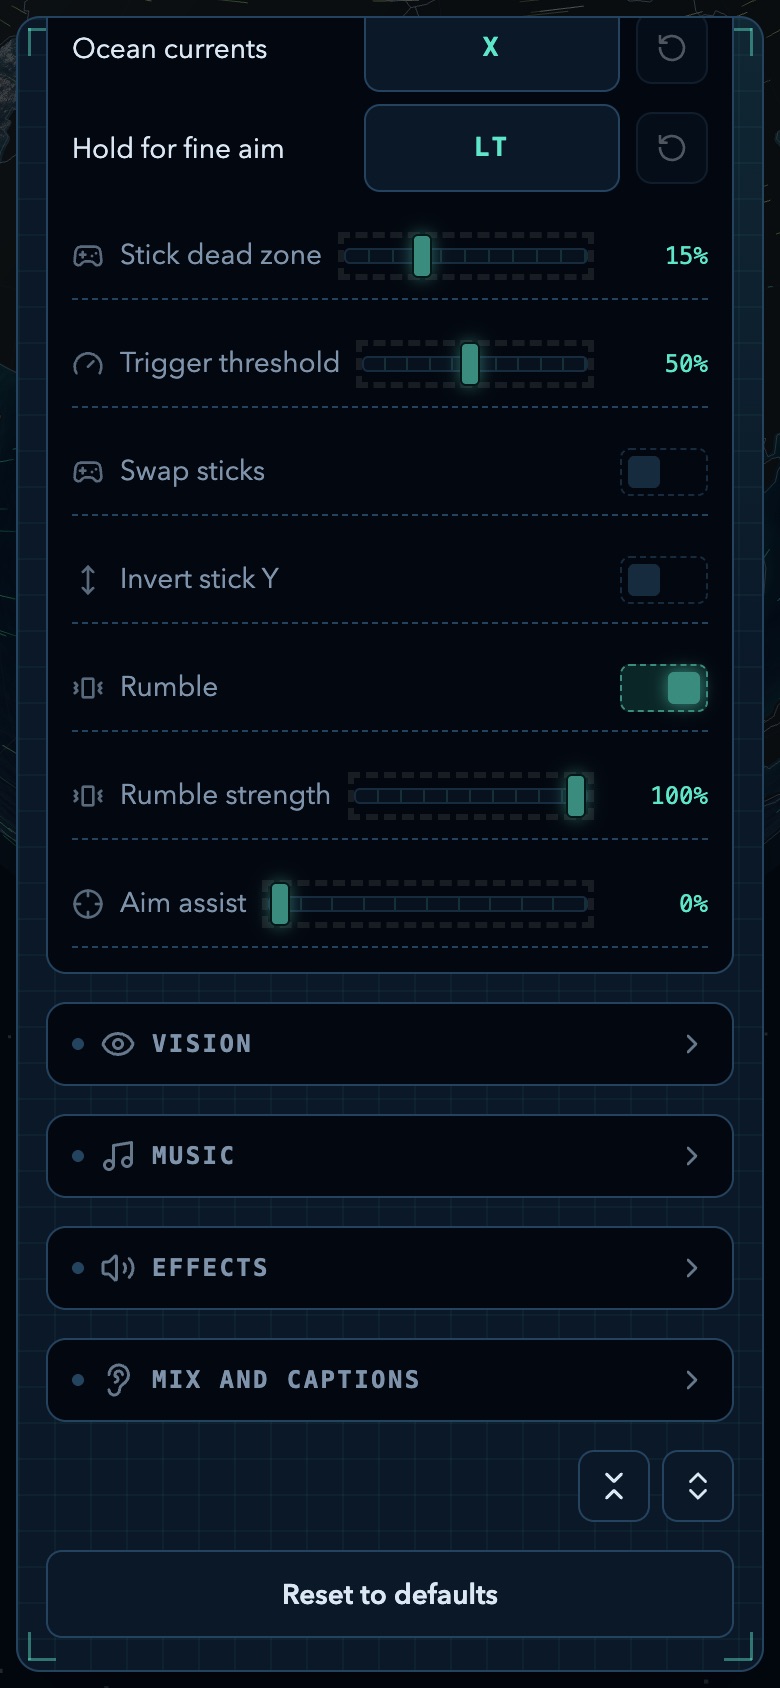 Ocean currents
X
Hold for fine aim
LT
Stick dead zone
15%
Trigger threshold
50%
Swap sticks
Invert stick Y
Rumble
Rumble strength
100%
Aim assist
0%
VISION
MUSIC
EFFECTS
MIX AND CAPTIONS
Reset to defaults